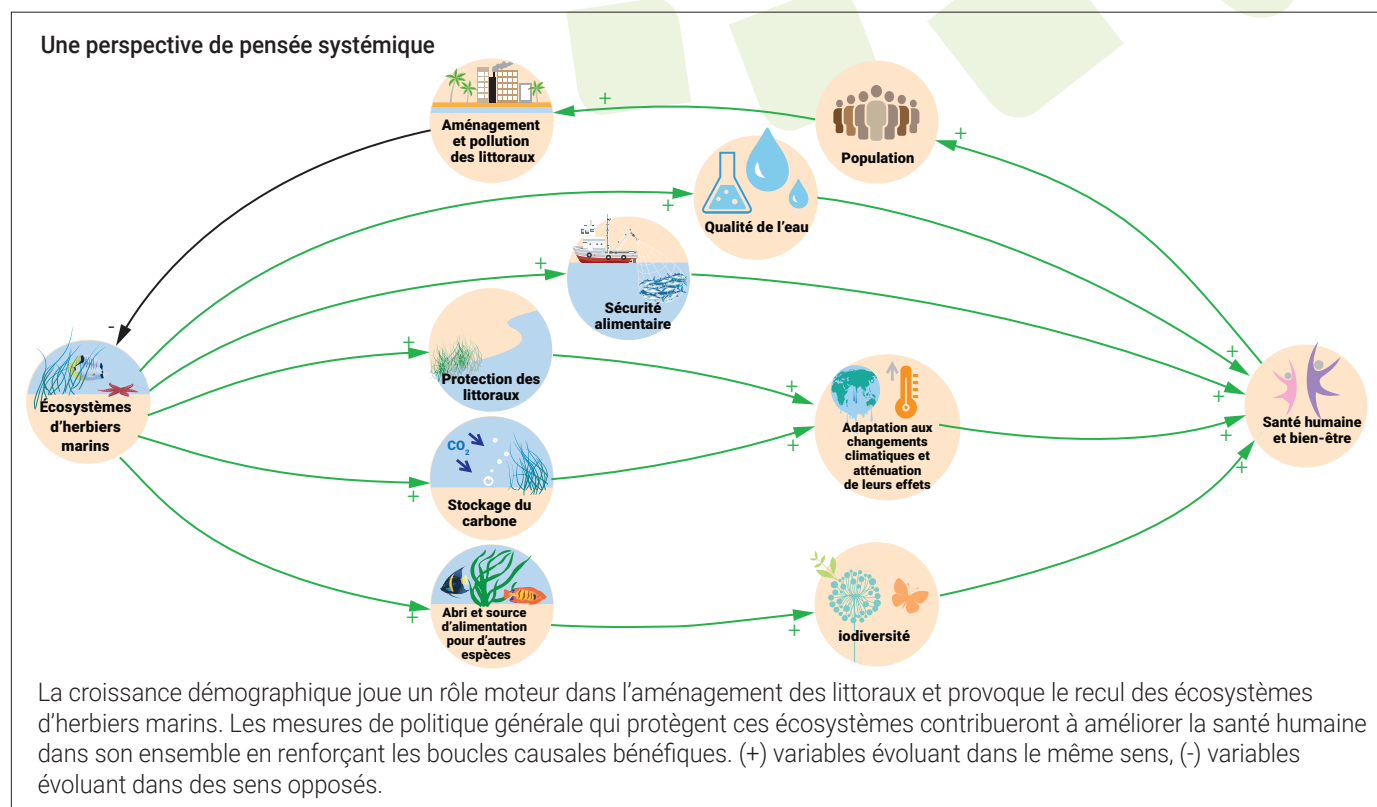 Une perspective de pensée systémique
+
Aménagement
et pollution
des littoraux
Population
+
+
Qualité de l'eau
+
Sécurité
alimentaire
-
+
Protection des
littoraux
Écosystèmes
d'herbiers
marins
+
CO2
Stockage du
carbone
+
+
Adaptation aux
changements
climatiques et
atténuation
de leurs effets
+
+
+
+
+
Santé humaine
et bien-être
Abri et source
d'alimentation
pour d'autres
espèces
+
+
iodiversité
La croissance démographique joue un rôle moteur dans l'aménagement des littoraux et provoque le recul des écosystèmes
d'herbiers marins. Les mesures de politique générale qui protègent ces écosystèmes contribueront à améliorer la santé humaine
dans son ensemble en renforçant les boucles causales bénéfiques. (+) variables évoluant dans le même sens, (-) variables
évoluant dans des sens opposés.